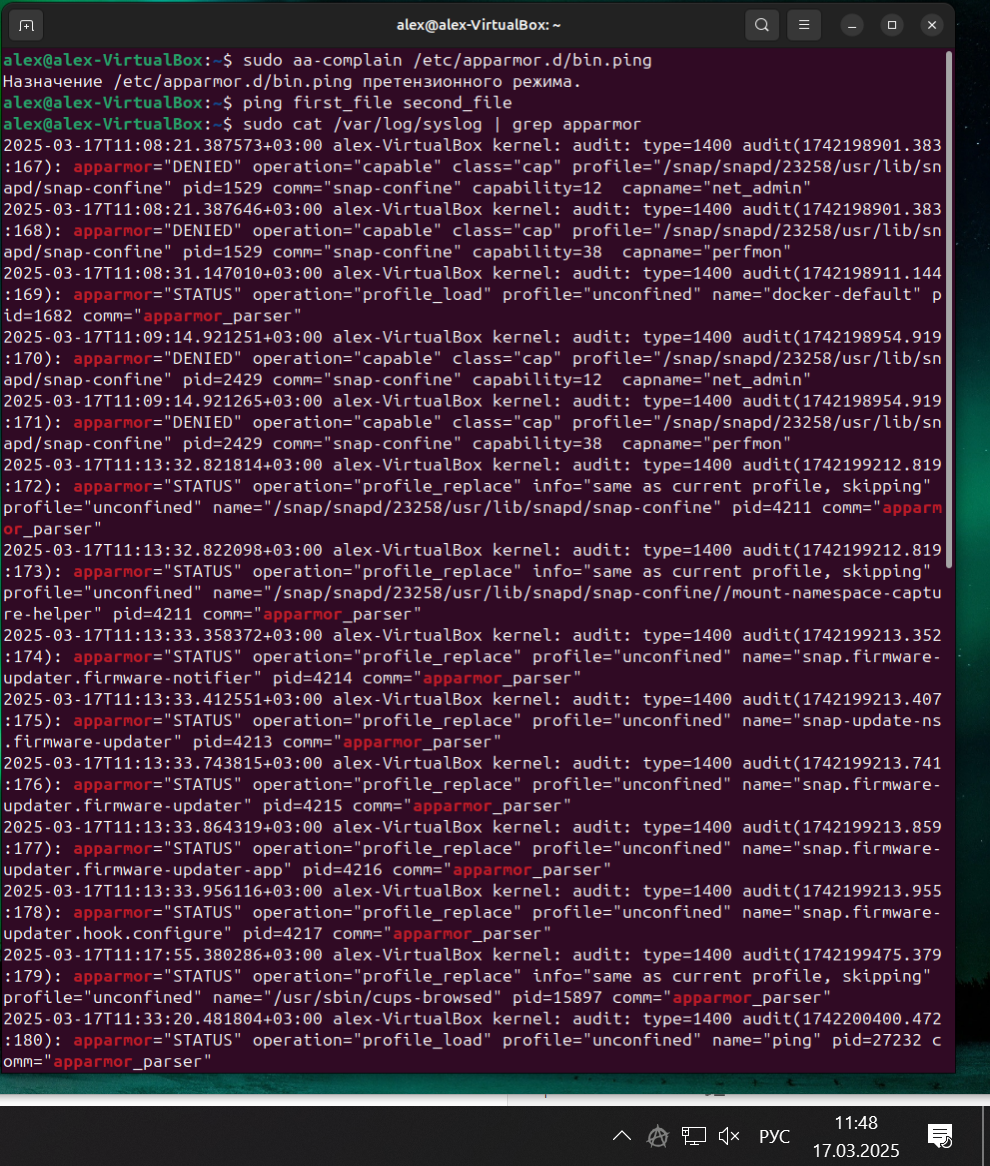 alex@alex-VirtualBox: ~
alex@alex-VirtualBox:~$ sudo aa-complain /etc/apparmor.d/bin.ping
Назначение /etc/apparmor.d/bin.ping претензионного режима.
alex@alex-VirtualBox:~$ ping first_file second_file
alex@alex-VirtualBox:~$ sudo cat /var/log/syslog | grep apparmor
2025-03-17T11:08:21.387573+03:00 alex-VirtualBox kernel: audit: type=1400 audit(1742198901.383
:167): apparmor="DENIED" operation="capable" class="cap" profile="/snap/snapd/23258/usr/lib/sn
apd/snap-confine" pid=1529 comm="snap-confine" capability=12  capname="net_admin"
2025-03-17T11:08:21.387646+03:00 alex-VirtualBox kernel: audit: type=1400 audit(1742198901.383
:168): apparmor="DENIED" operation="capable" class="cap" profile="/snap/snapd/23258/usr/lib/sn
apd/snap-confine" pid=1529 comm="snap-confine" capability=38  capname="perfmon"
2025-03-17T11:08:31.147010+03:00 alex-VirtualBox kernel: audit: type=1400 audit(1742198911.144
:169): apparmor="STATUS" operation="profile_load" profile="unconfined" name="docker-default" p
id=1682 comm="apparmor_parser"
2025-03-17T11:09:14.921251+03:00 alex-VirtualBox kernel: audit: type=1400 audit(1742198954.919
:170): apparmor="DENIED" operation="capable" class="cap" profile="/snap/snapd/23258/usr/lib/sn
apd/snap-confine" pid=2429 comm="snap-confine" capability=12  capname="net_admin"
2025-03-17T11:09:14.921265+03:00 alex-VirtualBox kernel: audit: type=1400 audit(1742198954.919
:171): apparmor="DENIED" operation="capable" class="cap" profile="/snap/snapd/23258/usr/lib/sn
apd/snap-confine" pid=2429 comm="snap-confine" capability=38  capname="perfmon"
2025-03-17T11:13:32.821814+03:00 alex-VirtualBox kernel: audit: type=1400 audit(1742199212.819
:172): apparmor="STATUS" operation="profile_replace" info="same as current profile, skipping" 
profile="unconfined" name="/snap/snapd/23258/usr/lib/snapd/snap-confine" pid=4211 comm="apparm
or_parser"
2025-03-17T11:13:32.822098+03:00 alex-VirtualBox kernel: audit: type=1400 audit(1742199212.819
:173): apparmor="STATUS" operation="profile_replace" info="same as current profile, skipping" 
profile="unconfined" name="/snap/snapd/23258/usr/lib/snapd/snap-confine//mount-namespace-captu
re-helper" pid=4211 comm="apparmor_parser"
2025-03-17T11:13:33.358372+03:00 alex-VirtualBox kernel: audit: type=1400 audit(1742199213.352
:174): apparmor="STATUS" operation="profile_replace" profile="unconfined" name="snap.firmware-
updater.firmware-notifier" pid=4214 comm="apparmor_parser"
2025-03-17T11:13:33.412551+03:00 alex-VirtualBox kernel: audit: type=1400 audit(1742199213.407
:175): apparmor="STATUS" operation="profile_replace" profile="unconfined" name="snap-update-ns
.firmware-updater" pid=4213 comm="apparmor_parser"
2025-03-17T11:13:33.743815+03:00 alex-VirtualBox kernel: audit: type=1400 audit(1742199213.741
:176): apparmor="STATUS" operation="profile_replace" profile="unconfined" name="snap.firmware-
updater.firmware-updater" pid=4215 comm="apparmor_parser"
2025-03-17T11:13:33.864319+03:00 alex-VirtualBox kernel: audit: type=1400 audit(1742199213.859
:177): apparmor="STATUS" operation="profile_replace" profile="unconfined" name="snap.firmware-
updater.firmware-updater-app" pid=4216 comm="apparmor_parser"
2025-03-17T11:13:33.956116+03:00 alex-VirtualBox kernel: audit: type=1400 audit(1742199213.955
:178): apparmor="STATUS" operation="profile_replace" profile="unconfined" name="snap.firmware-
updater.hook.configure" pid=4217 comm="apparmor_parser"
2025-03-17T11:17:55.380286+03:00 alex-VirtualBox kernel: audit: type=1400 audit(1742199475.379
:179): apparmor="STATUS" operation="profile_replace" info="same as current profile, skipping" 
profile="unconfined" name="/usr/sbin/cups-browsed" pid=15897 comm="apparmor_parser"
2025-03-17T11:33:20.481804+03:00 alex-VirtualBox kernel: audit: type=1400 audit(1742200400.472
:180): apparmor="STATUS" operation="profile_load" profile="unconfined" name="ping" pid=27232 c
omm="apparmor_parser"
РУС
11:48
17.03.2025